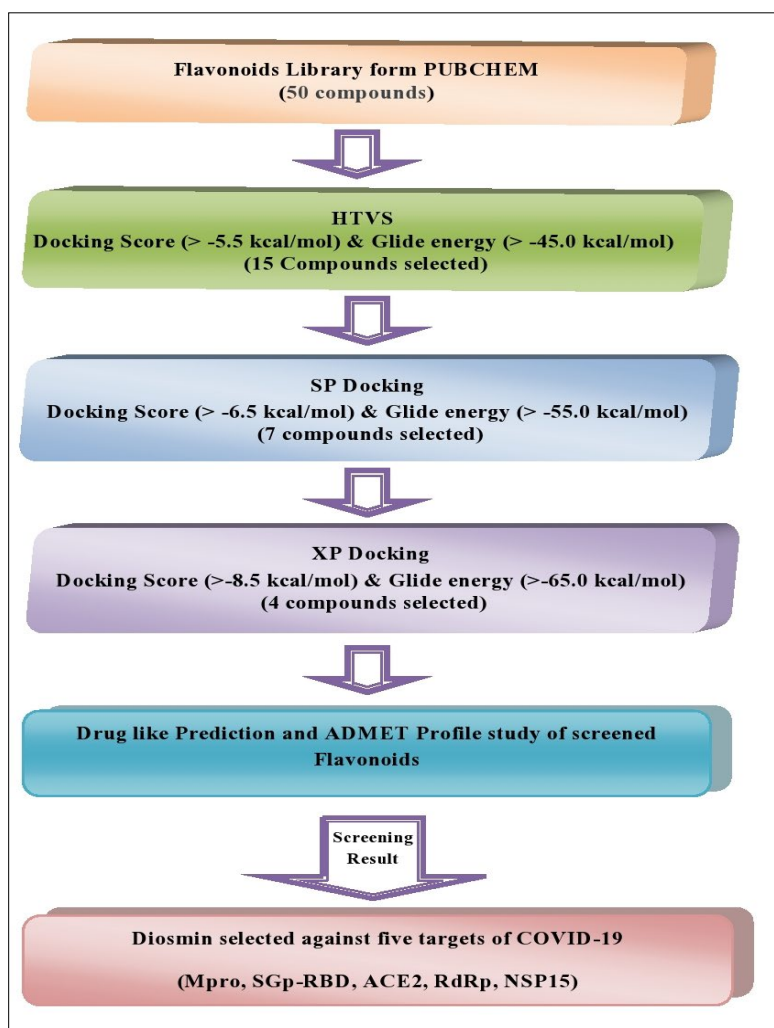 Flavonoids Library form PUBCHEM
(50 compounds)
HTVS
Docking Score (> -5.5 kcal/mol) & Glide energy (> -45.0 kcal/mol)
(15 Compounds selected)
SP Docking
Docking Score (> -6.5 kcal/mol) & Glide energy (> -55.0 kcal/mol)
(7 compounds selected)
XP Docking
Docking Score (>-8.5 kcal/mol) & Glide energy (>-65.0 kcal/mol)
(4 compounds selected)
Drug like Prediction and ADMET Profile study of screened
Flavonoids
Screening
Result
Diosmin selected against five targets of COVID-19
(Mpro, SGp-RBD, ACE2, RdRp, NSP15)